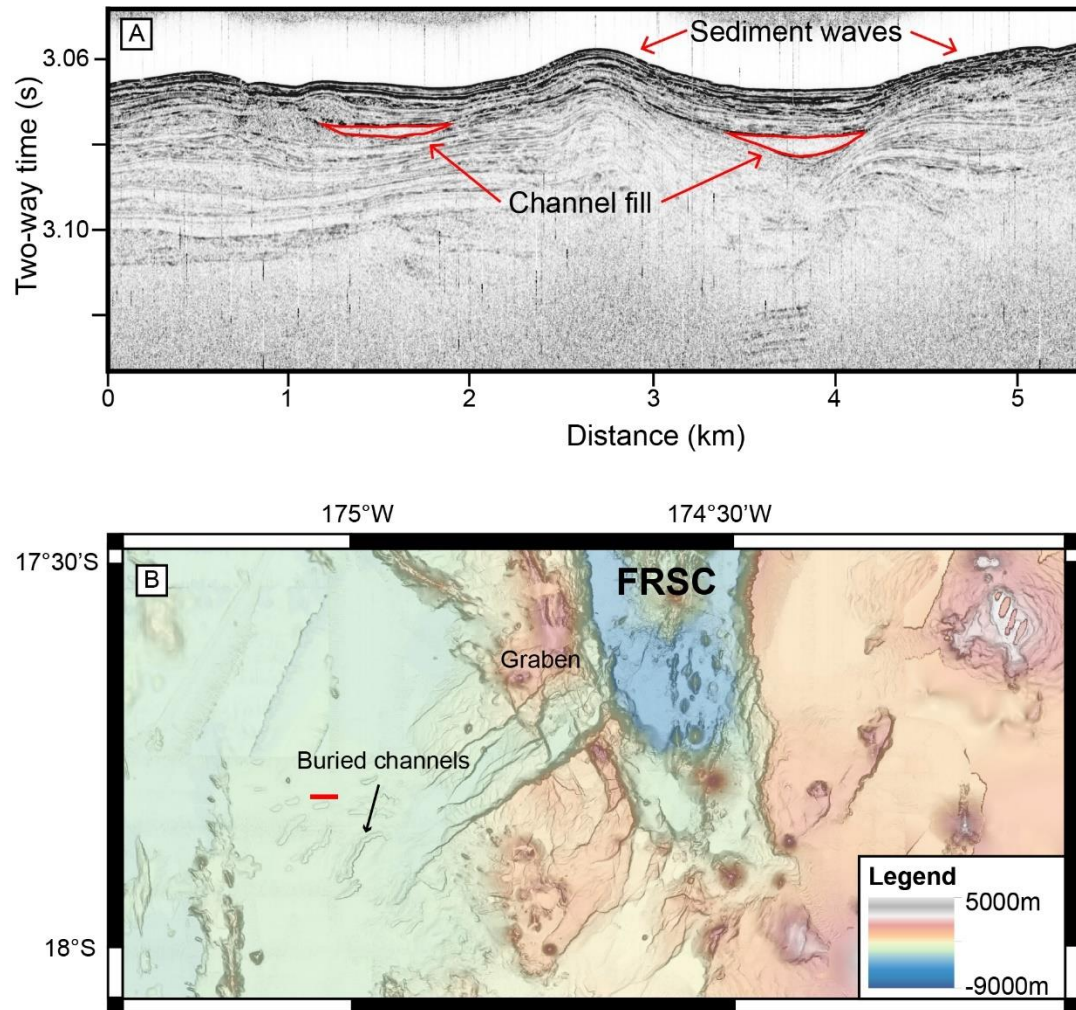 A
Sediment waves
3.06
Channel fill
3.10
Two-way time (s)
0 1 2 3 4 5
Distance (km)
175°W 174°30'W
17°30'S
B
FRSC
Graben
Buried channels
18°S
Legend
5000m
-9000m